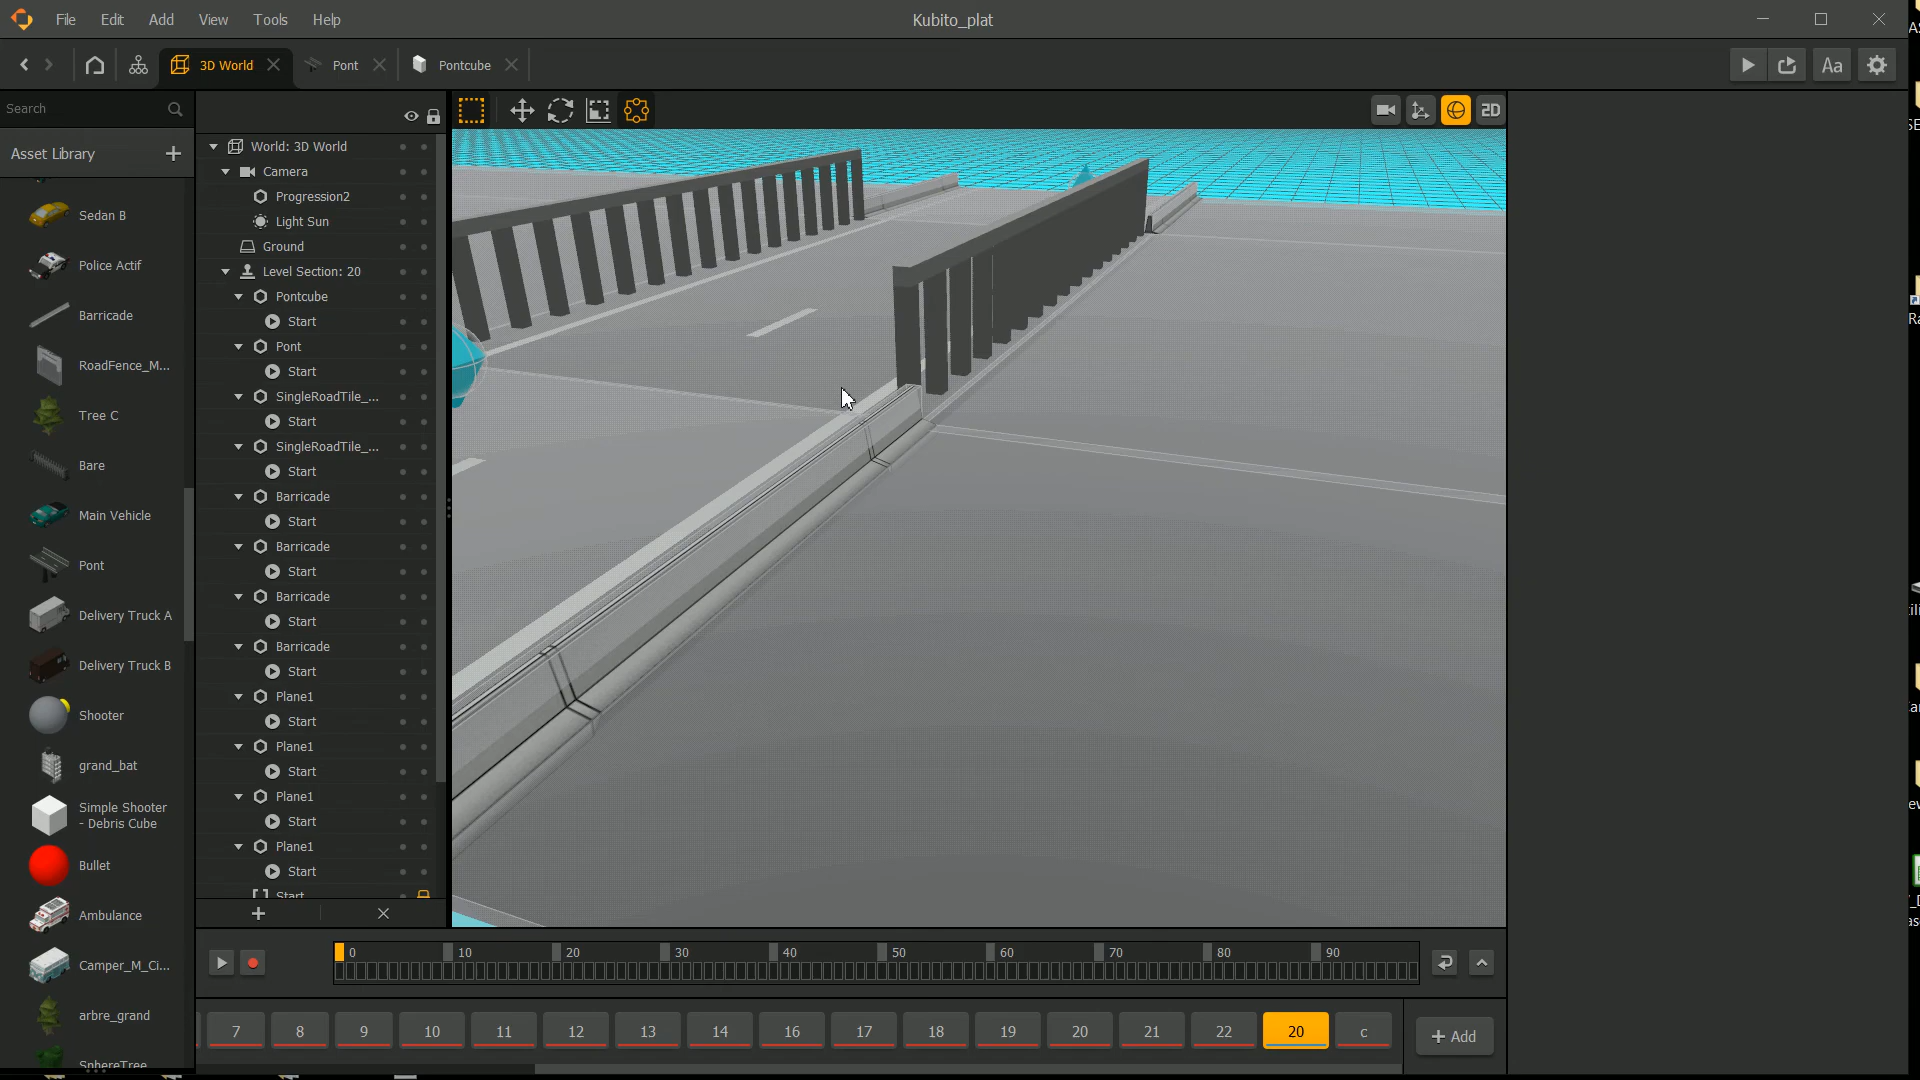 File Edit View Tools Help
Kubito_plat
3D World
Pont
Pontcube
Aa
Search
Asset Library
Sedan B
Police Actif
Barricade
RoadFence_M...
Tree C
Bare
Main Vehicle
Pont
Delivery Truck A
Delivery Truck B
Shooter
grand_bat
Simple Shooter
- Debris Cube
Bullet
Ambulance
Camper_M_Ci...
arbre_grand
SphereTree
World: 3D World
Camera
Progression2
Light Sun
Ground
Level Section: 20
Pontcube
Start
Pont
Start
SingleRoadTile_...
Start
SingleRoadTile_...
Start
Barricade
Start
Barricade
Start
Barricade
Start
Barricade
Start
Plane1
Start
Plane1
Start
Plane1
Start
Plane1
Start
Start
2D
0 10 20 30 40 50 60 70 80 90
7 8 9 10 11 12 13 14 16 17 18 19 20 21 22 20 c
+ Add